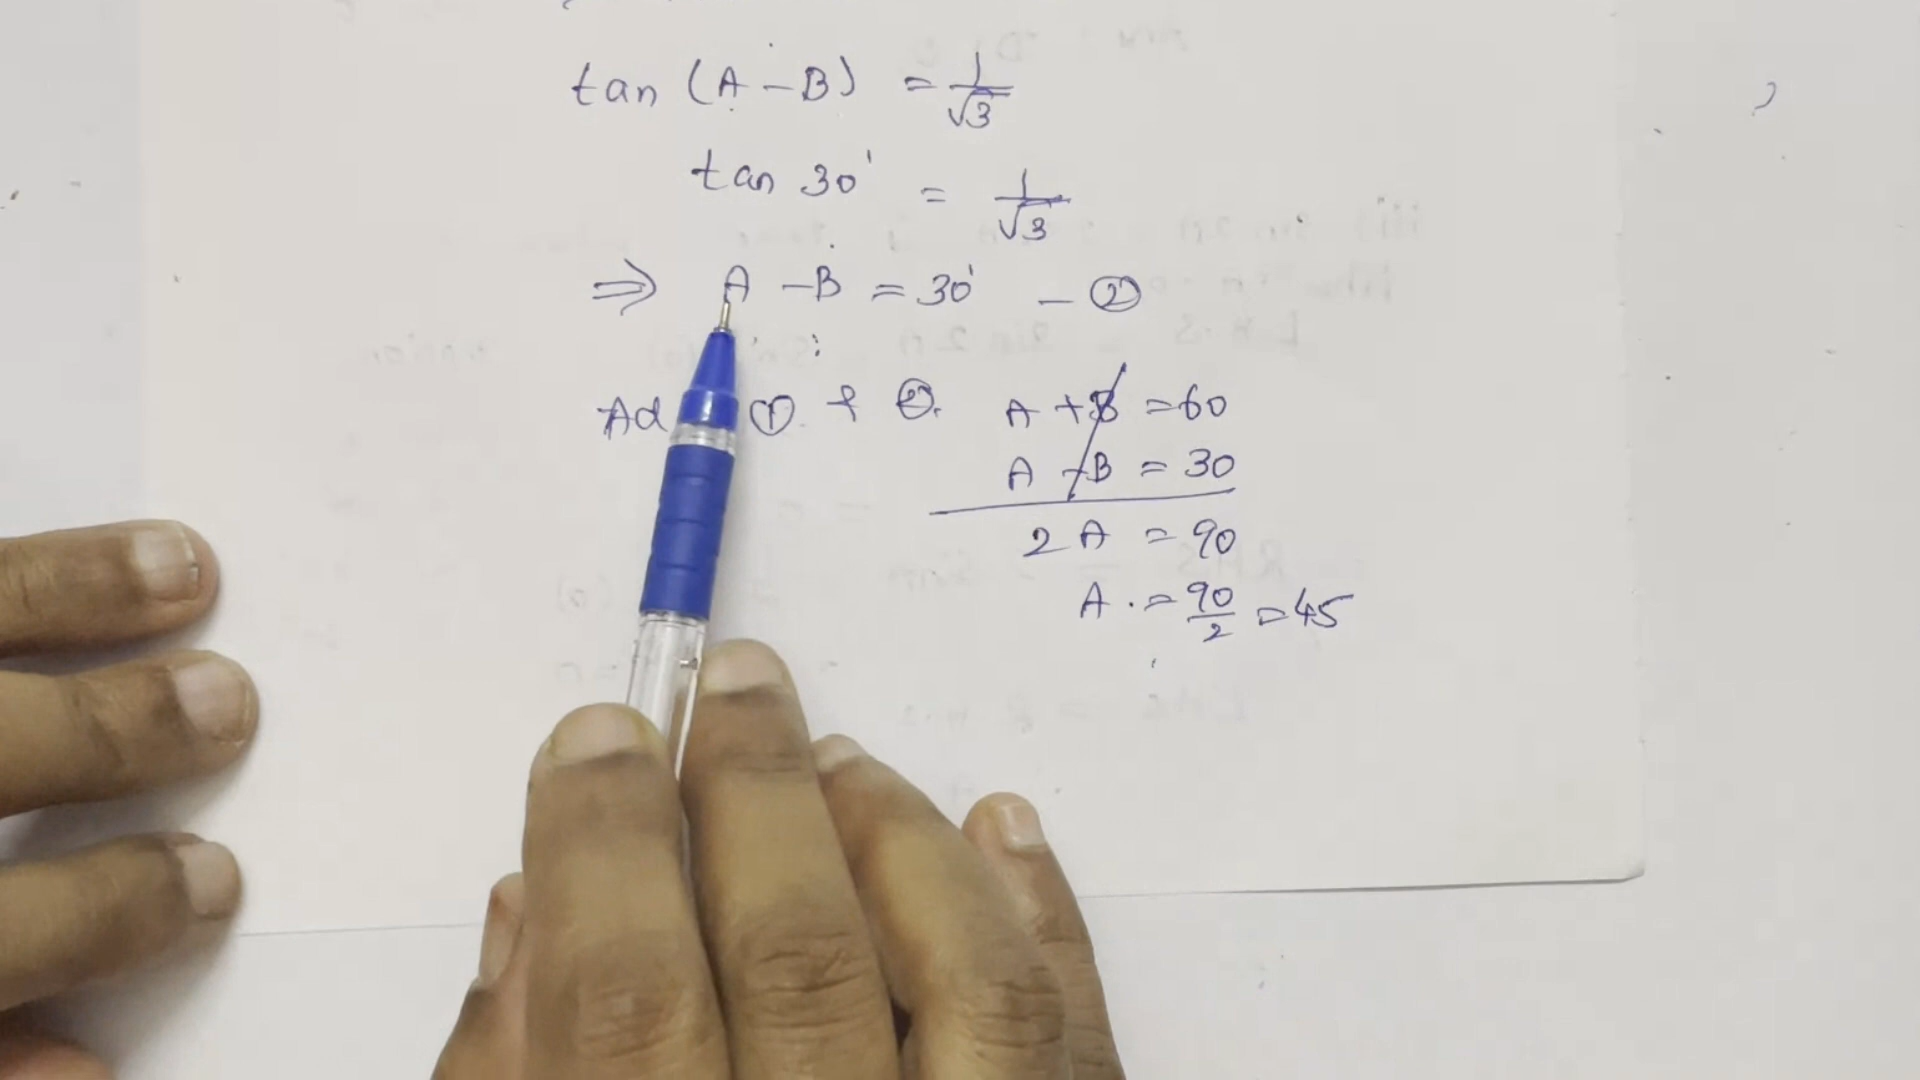 tan (A - B) = 1/√3
tan 30° = 1/√3
⇒ A - B = 30° - ②
Ad ① & ②. A + B = 60
A - B = 30
2A = 90
A = 90/2 = 45